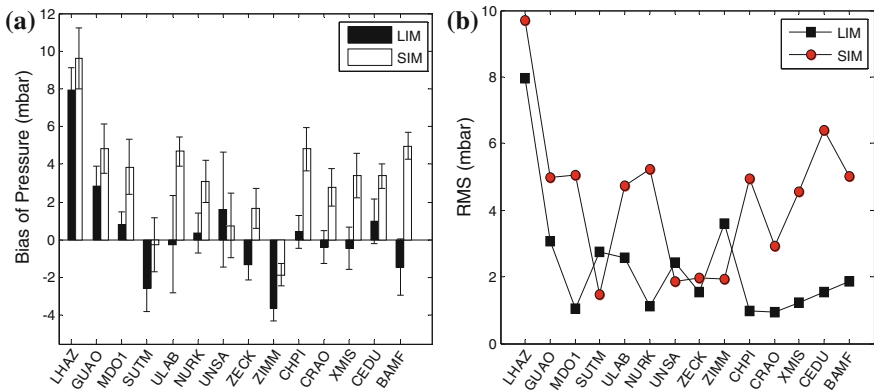 (a)
Bias of Pressure (mbar)
12
10
8
6
4
2
0
-2
-4
LIM
SIM
LHAZ
GUAO
MDO1
SUTM
ULAB
NURK
UNSA
ZECK
ZIMM
CHPI
CRAO
XMIS
CEDU
BAMF
(b)
RMS (mbar)
10
8
6
4
2
0
LIM
SIM
LHAZ
GUAO
MDO1
SUTM
ULAB
NURK
UNSA
ZECK
ZIMM
CHPI
CRAO
XMIS
CEDU
BAMF